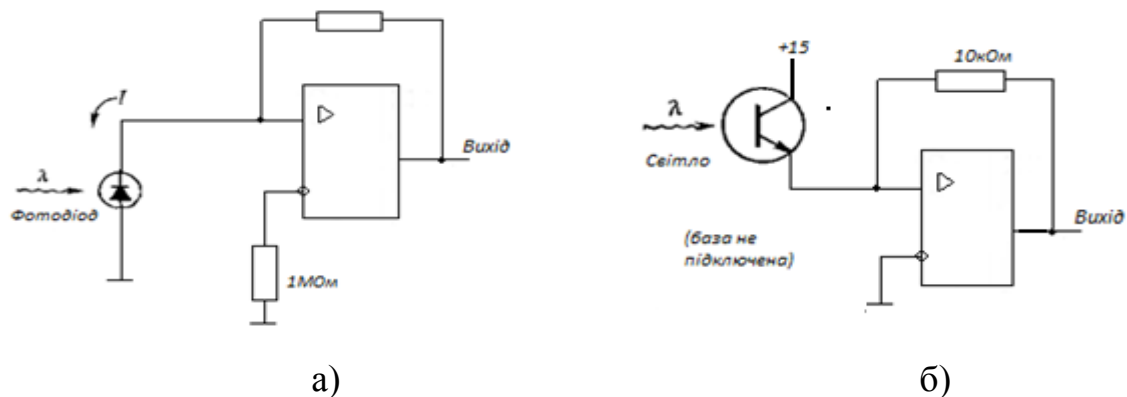 I
λ
Фотодіод
1МОм
Вихід
а)
+15
10кОм
λ
Світло
(база не
підключена)
Вихід
б)